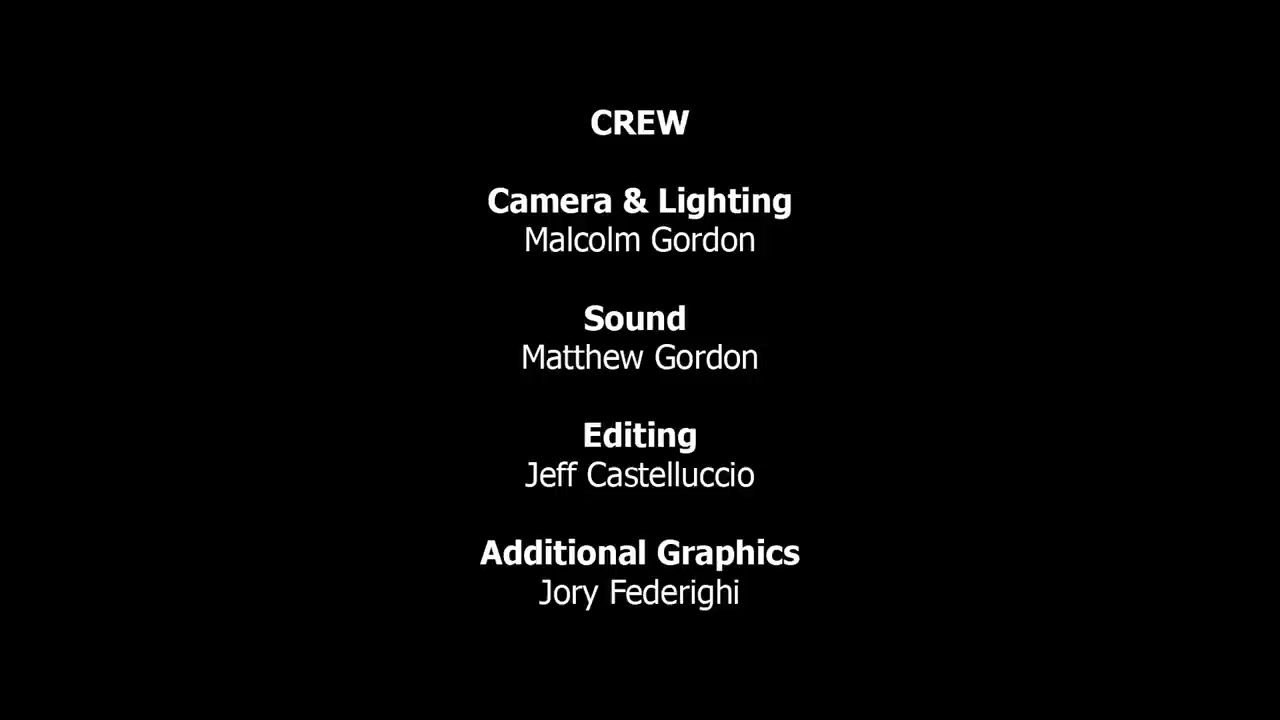 CREW
Camera & Lighting
Malcolm Gordon
Sound
Matthew Gordon
Editing
Jeff Castelluccio
Additional Graphics
Jory Federighi